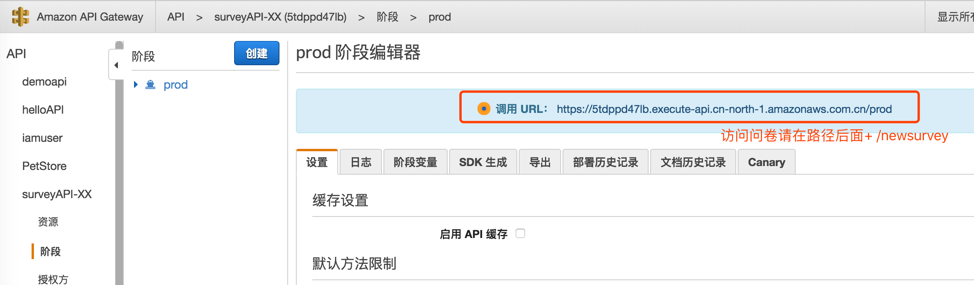 Amazon API Gateway API > surveyAPI-XX (5tdppd47lb) > 阶段 > prod 显示所有
API
demoapi
helloAPI
iamuser
PetStore
surveyAPI-XX
资源
阶段
授权方
阶段 创建
prod
prod 阶段编辑器
调用 URL: https://5tdppd47lb.execute-api.cn-north-1.amazonaws.com.cn/prod
访问问卷请在路径后面+ /newsurvey
设置 日志 阶段变量 SDK 生成 导出 部署历史记录 文档历史记录 Canary
缓存设置
启用 API 缓存
默认方法限制